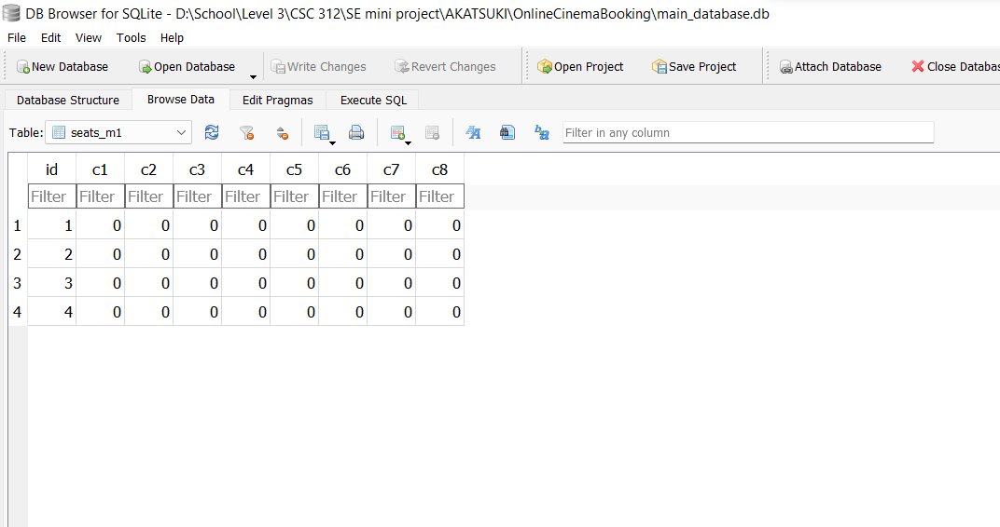 DB Browser for SQLite - D:\School\Level 3\CSC 312\SE mini project\AKATSUKI\OnlineCinemaBooking\main_database.db
File Edit View Tools Help
New Database Open Database Write Changes Revert Changes Open Project Save Project Attach Database Close Databas
Database Structure Browse Data Edit Pragmas Execute SQL
Table: seats_m1 Filter in any column
id c1 c2 c3 c4 c5 c6 c7 c8
Filter Filter Filter Filter Filter Filter Filter Filter Filter
1 1 0 0 0 0 0 0 0 0
2 2 0 0 0 0 0 0 0 0
3 3 0 0 0 0 0 0 0 0
4 4 0 0 0 0 0 0 0 0